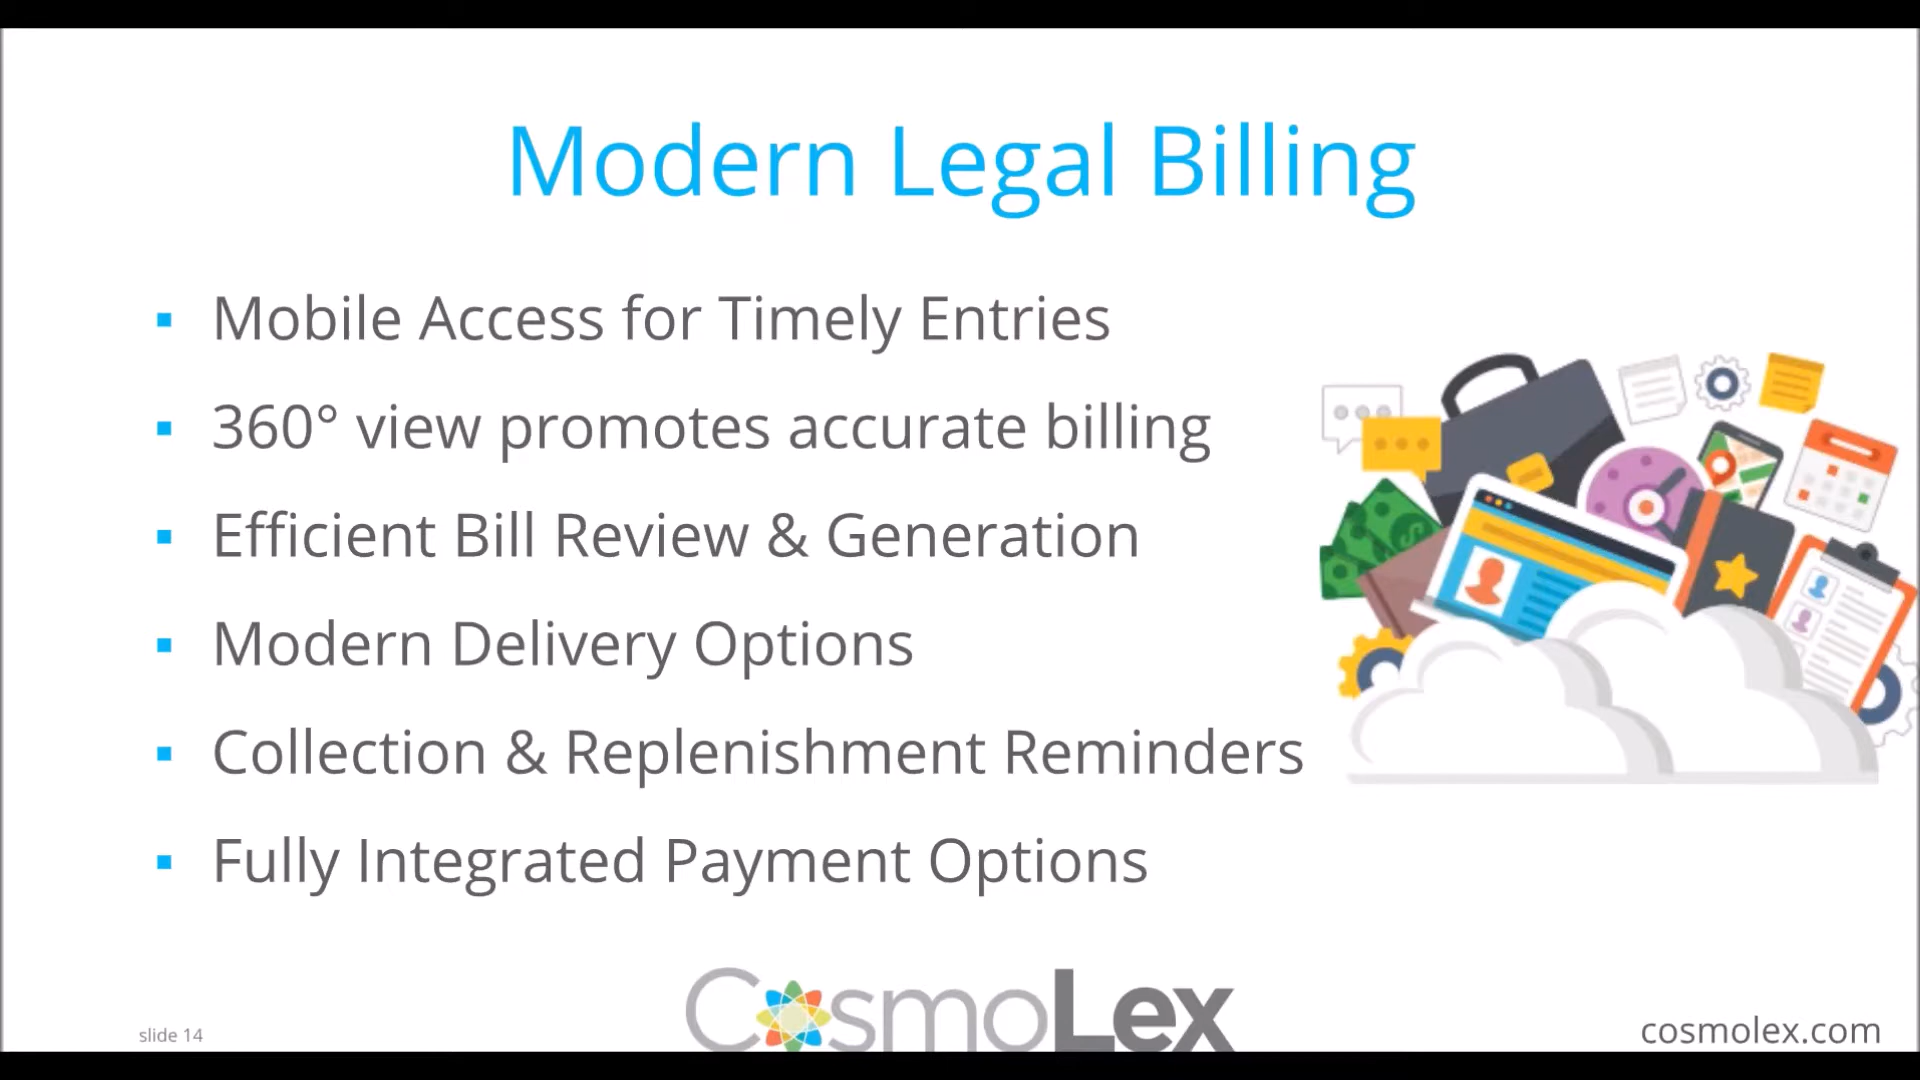 Modern Legal Billing
▪ Mobile Access for Timely Entries
▪ 360° view promotes accurate billing
▪ Efficient Bill Review & Generation
▪ Modern Delivery Options
▪ Collection & Replenishment Reminders
▪ Fully Integrated Payment Options
slide 14
CosmoLex
cosmolex.com